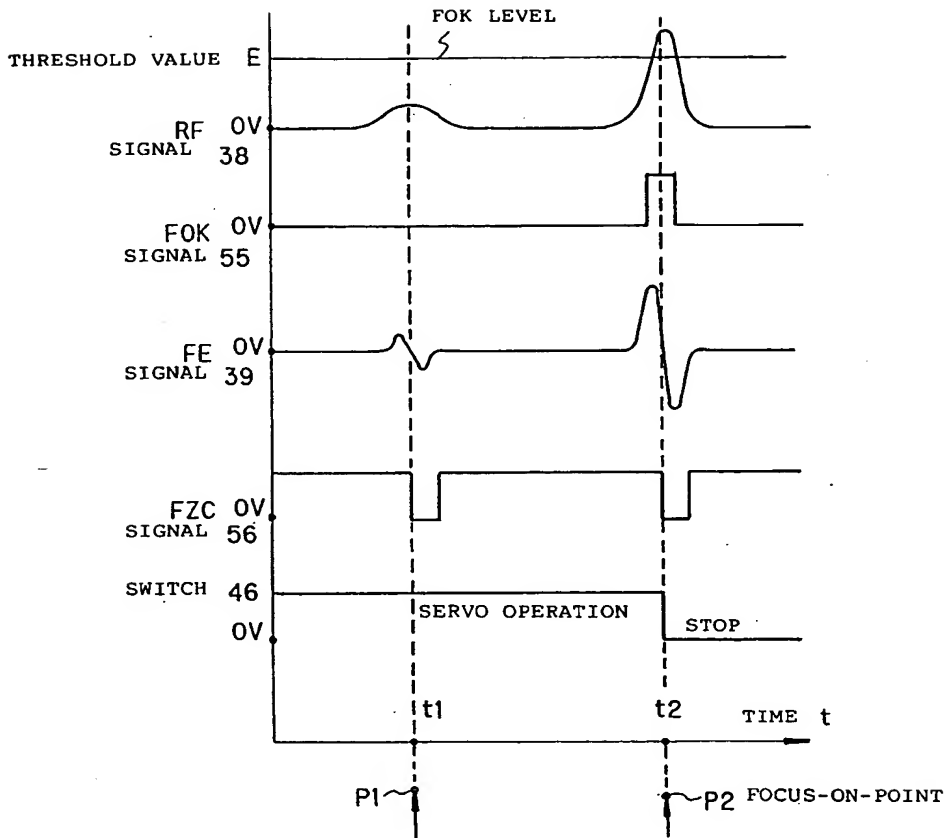 FOK LEVEL
THRESHOLD VALUE E
RF 0V
SIGNAL 38
FOK 0V
SIGNAL 55
FE 0V
SIGNAL 39
FZC 0V
SIGNAL 56
SWITCH 46
SERVO OPERATION
0V
STOP
t1 t2 TIME t
P1 P2 FOCUS-ON-POINT